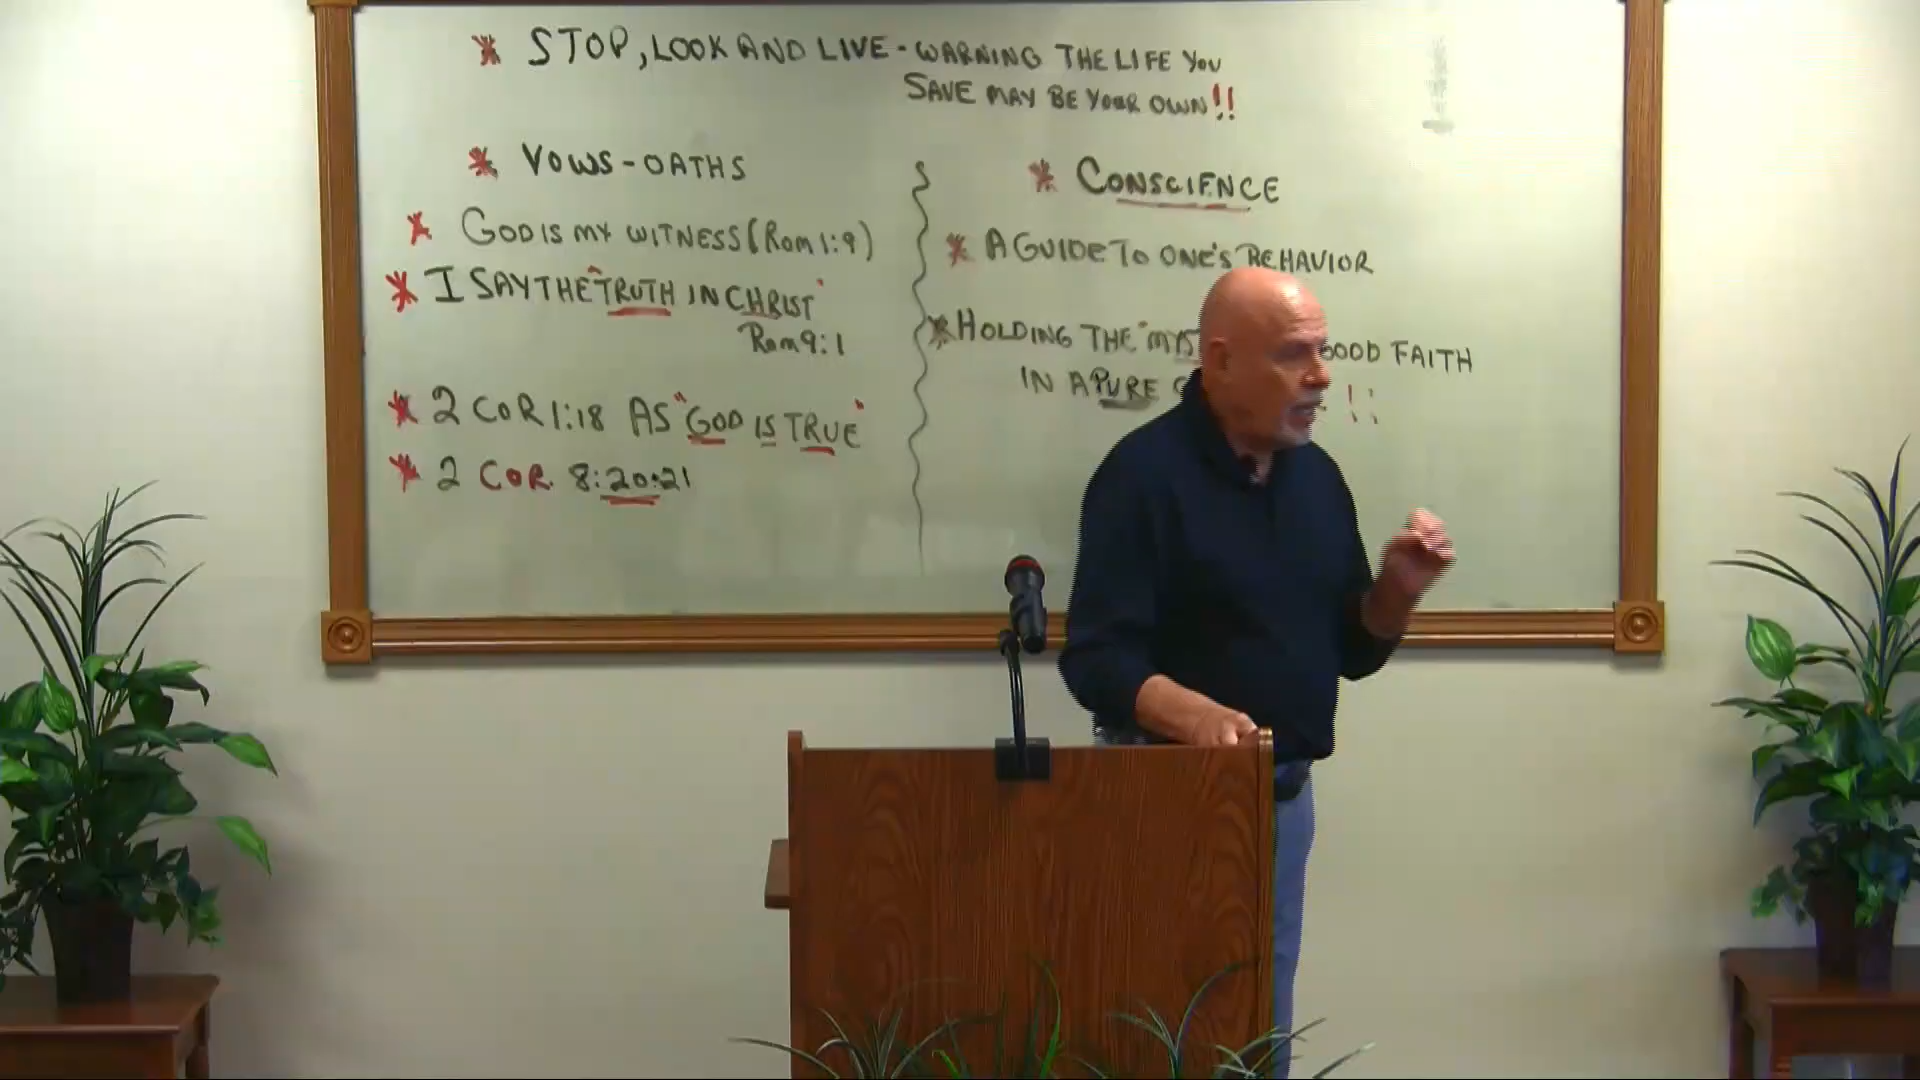 STOP, LOOK AND LIVE - WARNING THE LIFE YOU
SAVE MAY BE YOUR OWN!!
VOWS - OATHS
GOD IS MY WITNESS (Rom 1:9)
I SAY THE "TRUTH IN CHRIST"
Rom 9:1
2 COR 1:18 AS "GOD IS TRUE"
2 COR. 8:20:21
CONSCIENCE
A GUIDE TO ONE'S BEHAVIOR
HOLDING THE GOOD FAITH
IN A PURE !!